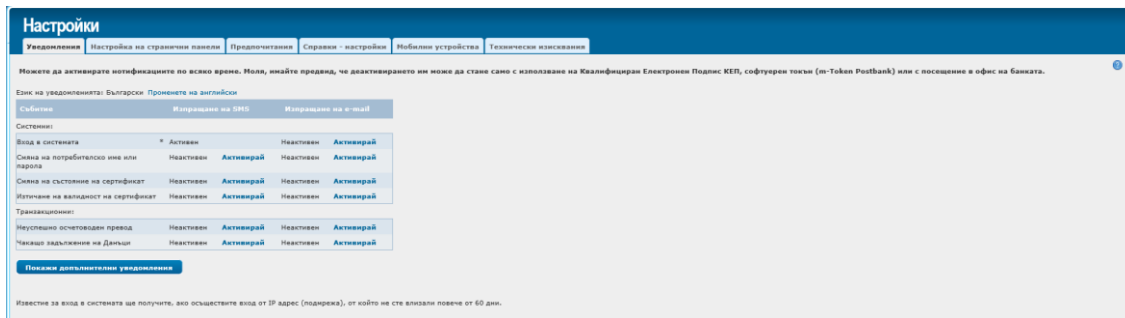 Настройки
Уведомления Настройка на странични панели Предпочитания Справки - настройки Мобилни устройства Технически изисквания
Можете да активирате нотификациите по всяко време. Моля, имайте предвид, че деактивирането им може да стане само с използване на Квалифициран Електронен Подпис КЕП, софтуерен токън (m-Token Postbank) или с посещение в офис на банката.
?
Език на уведомленията: Български Променете на английски
Събитие Изпращане на SMS Изпращане на e-mail
Системни:
Вход в системата * Активен Неактивен Активирай
Смяна на потребителско име или Неактивен Активирай Неактивен Активирай
парола
Смяна на състояние на сертификат Неактивен Активирай Неактивен Активирай
Изтичане на валидност на сертификат Неактивен Активирай Неактивен Активирай
Транзакционни:
Неуспешно осчетоводен превод Неактивен Активирай Неактивен Активирай
Чакащо задължение на Данъци Неактивен Активирай Неактивен Активирай
Покажи допълнителни уведомления
Известие за вход в системата ще получите, ако осъществите вход от IP адрес (подмрежа), от който не сте влизали повече от 60 дни.